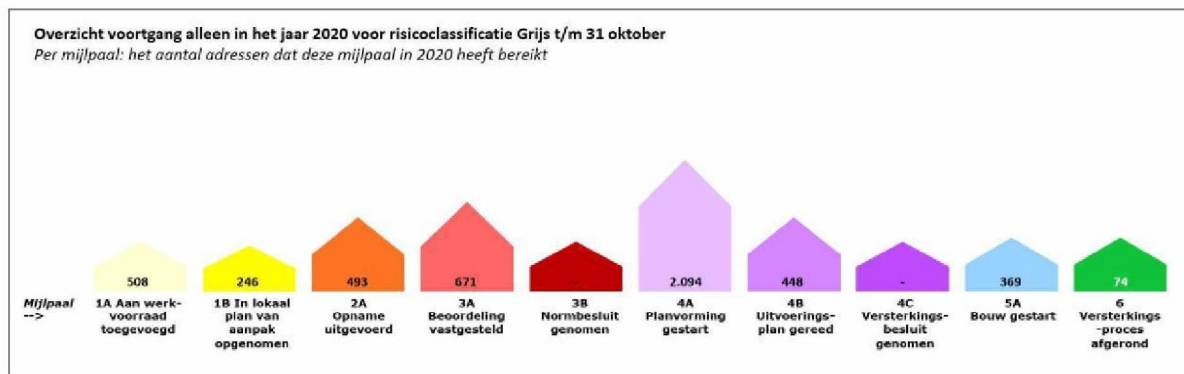 Overzicht voortgang alleen in het jaar 2020 voor risicoclassificatie Grijs t/m 31 oktober
Per mijlpaal: het aantal adressen dat deze mijlpaal in 2020 heeft bereikt
508 246 493 671 - 2.094 448 - 369 74
Mijlpaal
-->
1A Aan werk-
voorraad
toegevoegd
1B In lokaal
plan van
aanpak
opgenomen
2A
Opname
uitgevoerd
3A
Beoordeling
vastgesteld
3B
Normbesluit
genomen
4A
Planvorming
gestart
4B
Uitvoerings-
plan gereed
4C
Versterkings-
besluit
genomen
5A
Bouw gestart
6
Versterkings
-proces
afgerond